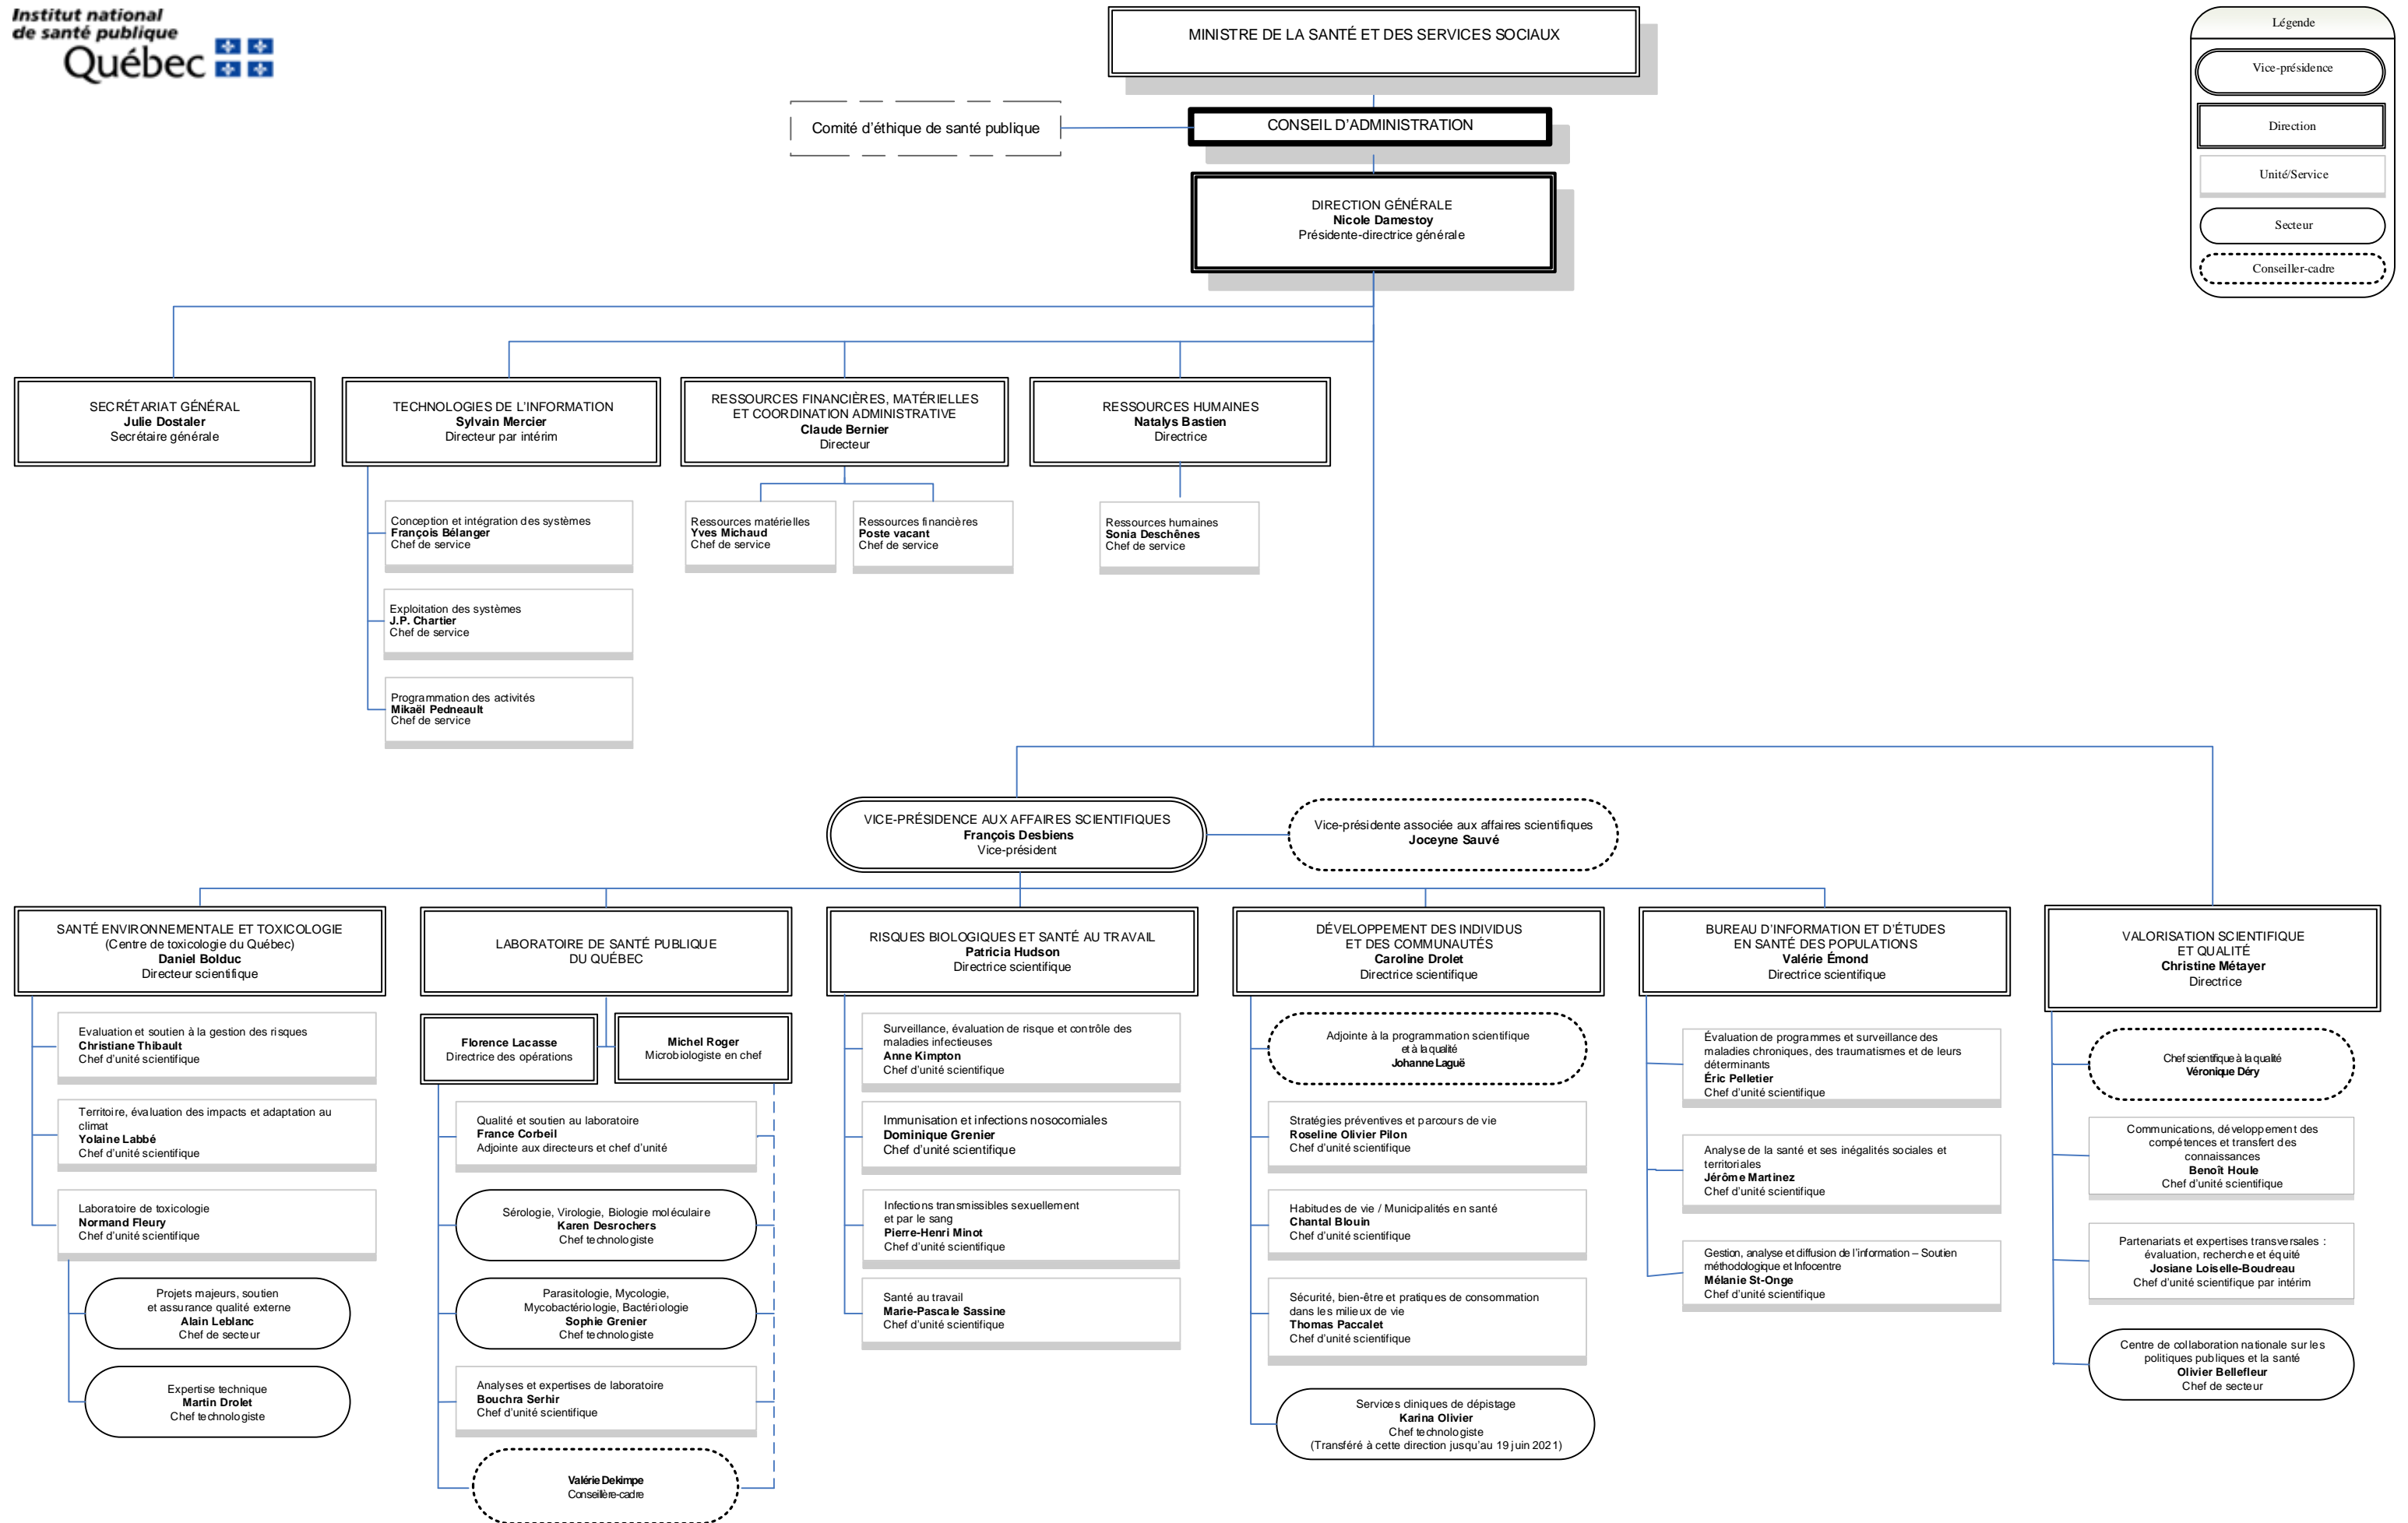 Institut national
de santé publique
Québec
MINISTRE DE LA SANTÉ ET DES SERVICES SOCIAUX
Légende
Vice-présidence
Direction
Unité/Service
Secteur
Conseiller-cadre
Comité d'éthique de santé publique
CONSEIL D'ADMINISTRATION
DIRECTION GÉNÉRALE
Nicole Damestoy
Présidente-directrice générale
SECRÉTARIAT GÉNÉRAL
Julie Dostaler
Secrétaire générale
TECHNOLOGIES DE L'INFORMATION
Sylvain Mercier
Directeur par intérim
RESSOURCES FINANCIÈRES, MATÉRIELLES
ET COORDINATION ADMINISTRATIVE
Claude Bernier
Directeur
RESSOURCES HUMAINES
Natalys Bastien
Directrice
Conception et intégration des systèmes
François Bélanger
Chef de service
Exploitation des systèmes
J.P. Chartier
Chef de service
Programmation des activités
Mikaël Pedneault
Chef de service
Ressources matérielles
Yves Michaud
Chef de service
Ressources financières
Poste vacant
Chef de service
Ressources humaines
Sonia Deschênes
Chef de service
VICE-PRÉSIDENCE AUX AFFAIRES SCIENTIFIQUES
François Desbiens
Vice-président
Vice-présidente associée aux affaires scientifiques
Joceyne Sauvé
SANTÉ ENVIRONNEMENTALE ET TOXICOLOGIE
(Centre de toxicologie du Québec)
Daniel Bolduc
Directeur scientifique
Evaluation et soutien à la gestion des risques
Christiane Thibault
Chef d'unité scientifique
Territoire, évaluation des impacts et adaptation au
climat
Yolaine Labbé
Chef d'unité scientifique
Laboratoire de toxicologie
Normand Fleury
Chef d'unité scientifique
Projets majeurs, soutien
et assurance qualité externe
Alain Leblanc
Chef de secteur
Expertise technique
Martin Drolet
Chef technologiste
LABORATOIRE DE SANTÉ PUBLIQUE
DU QUÉBEC
Florence Lacasse
Directrice des opérations
Michel Roger
Microbiologiste en chef
Qualité et soutien au laboratoire
France Corbeil
Adjointe aux directeurs et chef d'unité
Sérologie, Virologie, Biologie moléculaire
Karen Desrochers
Chef technologiste
Parasitologie, Mycologie,
Mycobactériologie, Bactériologie
Sophie Grenier
Chef technologiste
Analyses et expertises de laboratoire
Bouchra Serhir
Chef d'unité scientifique
Valérie Dekimpe
Conseillère-cadre
RISQUES BIOLOGIQUES ET SANTÉ AU TRAVAIL
Patricia Hudson
Directrice scientifique
Surveillance, évaluation de risque et contrôle des
maladies infectieuses
Anne Kimpton
Chef d'unité scientifique
Immunisation et infections nosocomiales
Dominique Grenier
Chef d'unité scientifique
Infections transmissibles sexuellement
et par le sang
Pierre-Henri Minot
Chef d'unité scientifique
Santé au travail
Marie-Pascale Sassine
Chef d'unité scientifique
DÉVELOPPEMENT DES INDIVIDUS
ET DES COMMUNAUTÉS
Caroline Drolet
Directrice scientifique
Adjointe à la programmation scientifique
et à la qualité
Johanne Laguë
Stratégies préventives et parcours de vie
Roseline Olivier Pilon
Chef d'unité scientifique
Habitudes de vie / Municipalités en santé
Chantal Blouin
Chef d'unité scientifique
Sécurité, bien-être et pratiques de consommation
dans les milieux de vie
Thomas Paccalet
Chef d'unité scientifique
Services cliniques de dépistage
Karina Olivier
Chef technologiste
(Transféré à cette direction jusqu'au 19 juin 2021)
BUREAU D'INFORMATION ET D'ÉTUDES
EN SANTÉ DES POPULATIONS
Valérie Émond
Directrice scientifique
Évaluation de programmes et surveillance des
maladies chroniques, des traumatismes et de leurs
déterminants
Éric Pelletier
Chef d'unité scientifique
Analyse de la santé et ses inégalités sociales et
territoriales
Jérôme Martinez
Chef d'unité scientifique
Gestion, analyse et diffusion de l'information – Soutien
méthodologique et Infocentre
Mélanie St-Onge
Chef d'unité scientifique
VALORISATION SCIENTIFIQUE
ET QUALITÉ
Christine Métayer
Directrice
Chef scientifique à la qualité
Véronique Déry
Communications, développement des
compétences et transfert des
connaissances
Benoît Houle
Chef d'unité scientifique
Partenariats et expertises transversales :
évaluation, recherche et équité
Josiane Loiselle-Boudreau
Chef d'unité scientifique par intérim
Centre de collaboration nationale sur les
politiques publiques et la santé
Olivier Bellefleur
Chef de secteur